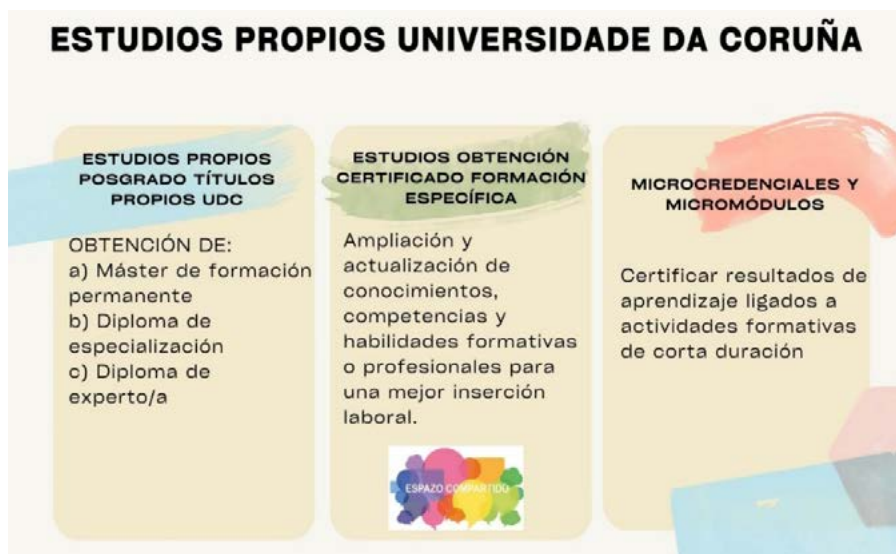 ESTUDIOS PROPIOS UNIVERSIDADE DA CORUÑA
ESTUDIOS PROPIOS
POSGRADO TÍTULOS
PROPIOS UDC
OBTENCIÓN DE:
a) Máster de formación
permanente
b) Diploma de
especialización
c) Diploma de
experto/a
ESTUDIOS OBTENCIÓN
CERTIFICADO FORMACIÓN
ESPECÍFICA
Ampliación y
actualización de
conocimientos,
competencias y
habilidades formativas
o profesionales para
una mejor inserción
laboral.
ESPAZO COMPARTIDO
MICROCREDENCIALES Y
MICROMÓDULOS
Certificar resultados de
aprendizaje ligados a
actividades formativas
de corta duración